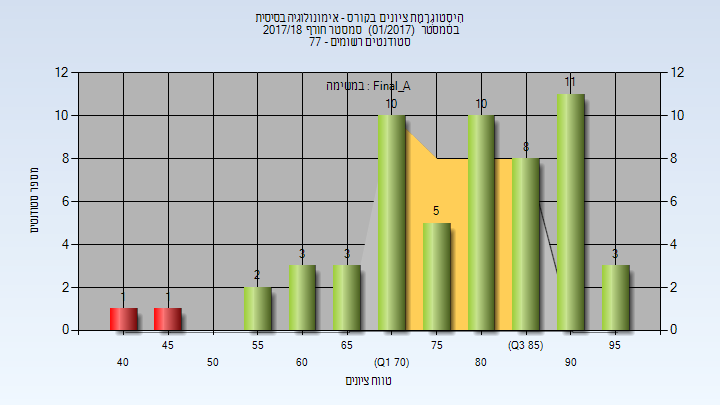 היסטוגרמת ציונים בקורס - אימונולוגיה בסיסית
בסמסטר (01/2017) סמסטר חורף 2017/18
סטודנטים רשומים - 77
במשימה : Final_A
מספר סטודנטים
12 12
10 10
8 8
6 6
4 4
2 2
0 0
1 1 2 3 3 10 5 10 8 11 3
45 55 65 75 (Q3 85) 95
40 50 60 (Q1 70) 80 90
טווח ציונים